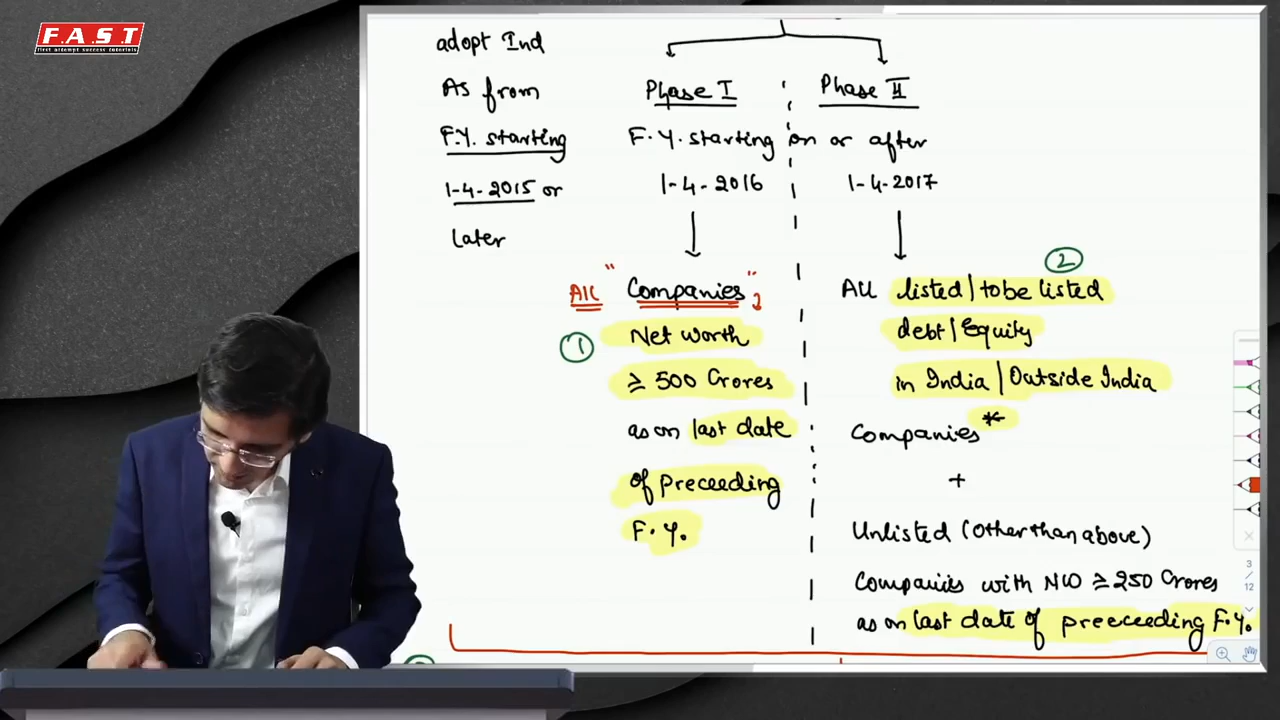 F.A.S.T
first attempt success tutorials
adopt Ind
As from
F.Y. starting
1-4-2015 or
later
Phase I
Phase II
F.Y. starting on or after
1-4-2016
1-4-2017
All "Companies"
① Net worth
≥ 500 Crores
as on last date
of Preceeding
F.Y.
②
All listed/tobe listed
debt/Equity
in India/Outside India
Companies *
+
Unlisted (Other than above)
Companies with NW ≥ 250 Crores
as on last date of preeceeding F.Y.
3
/
12